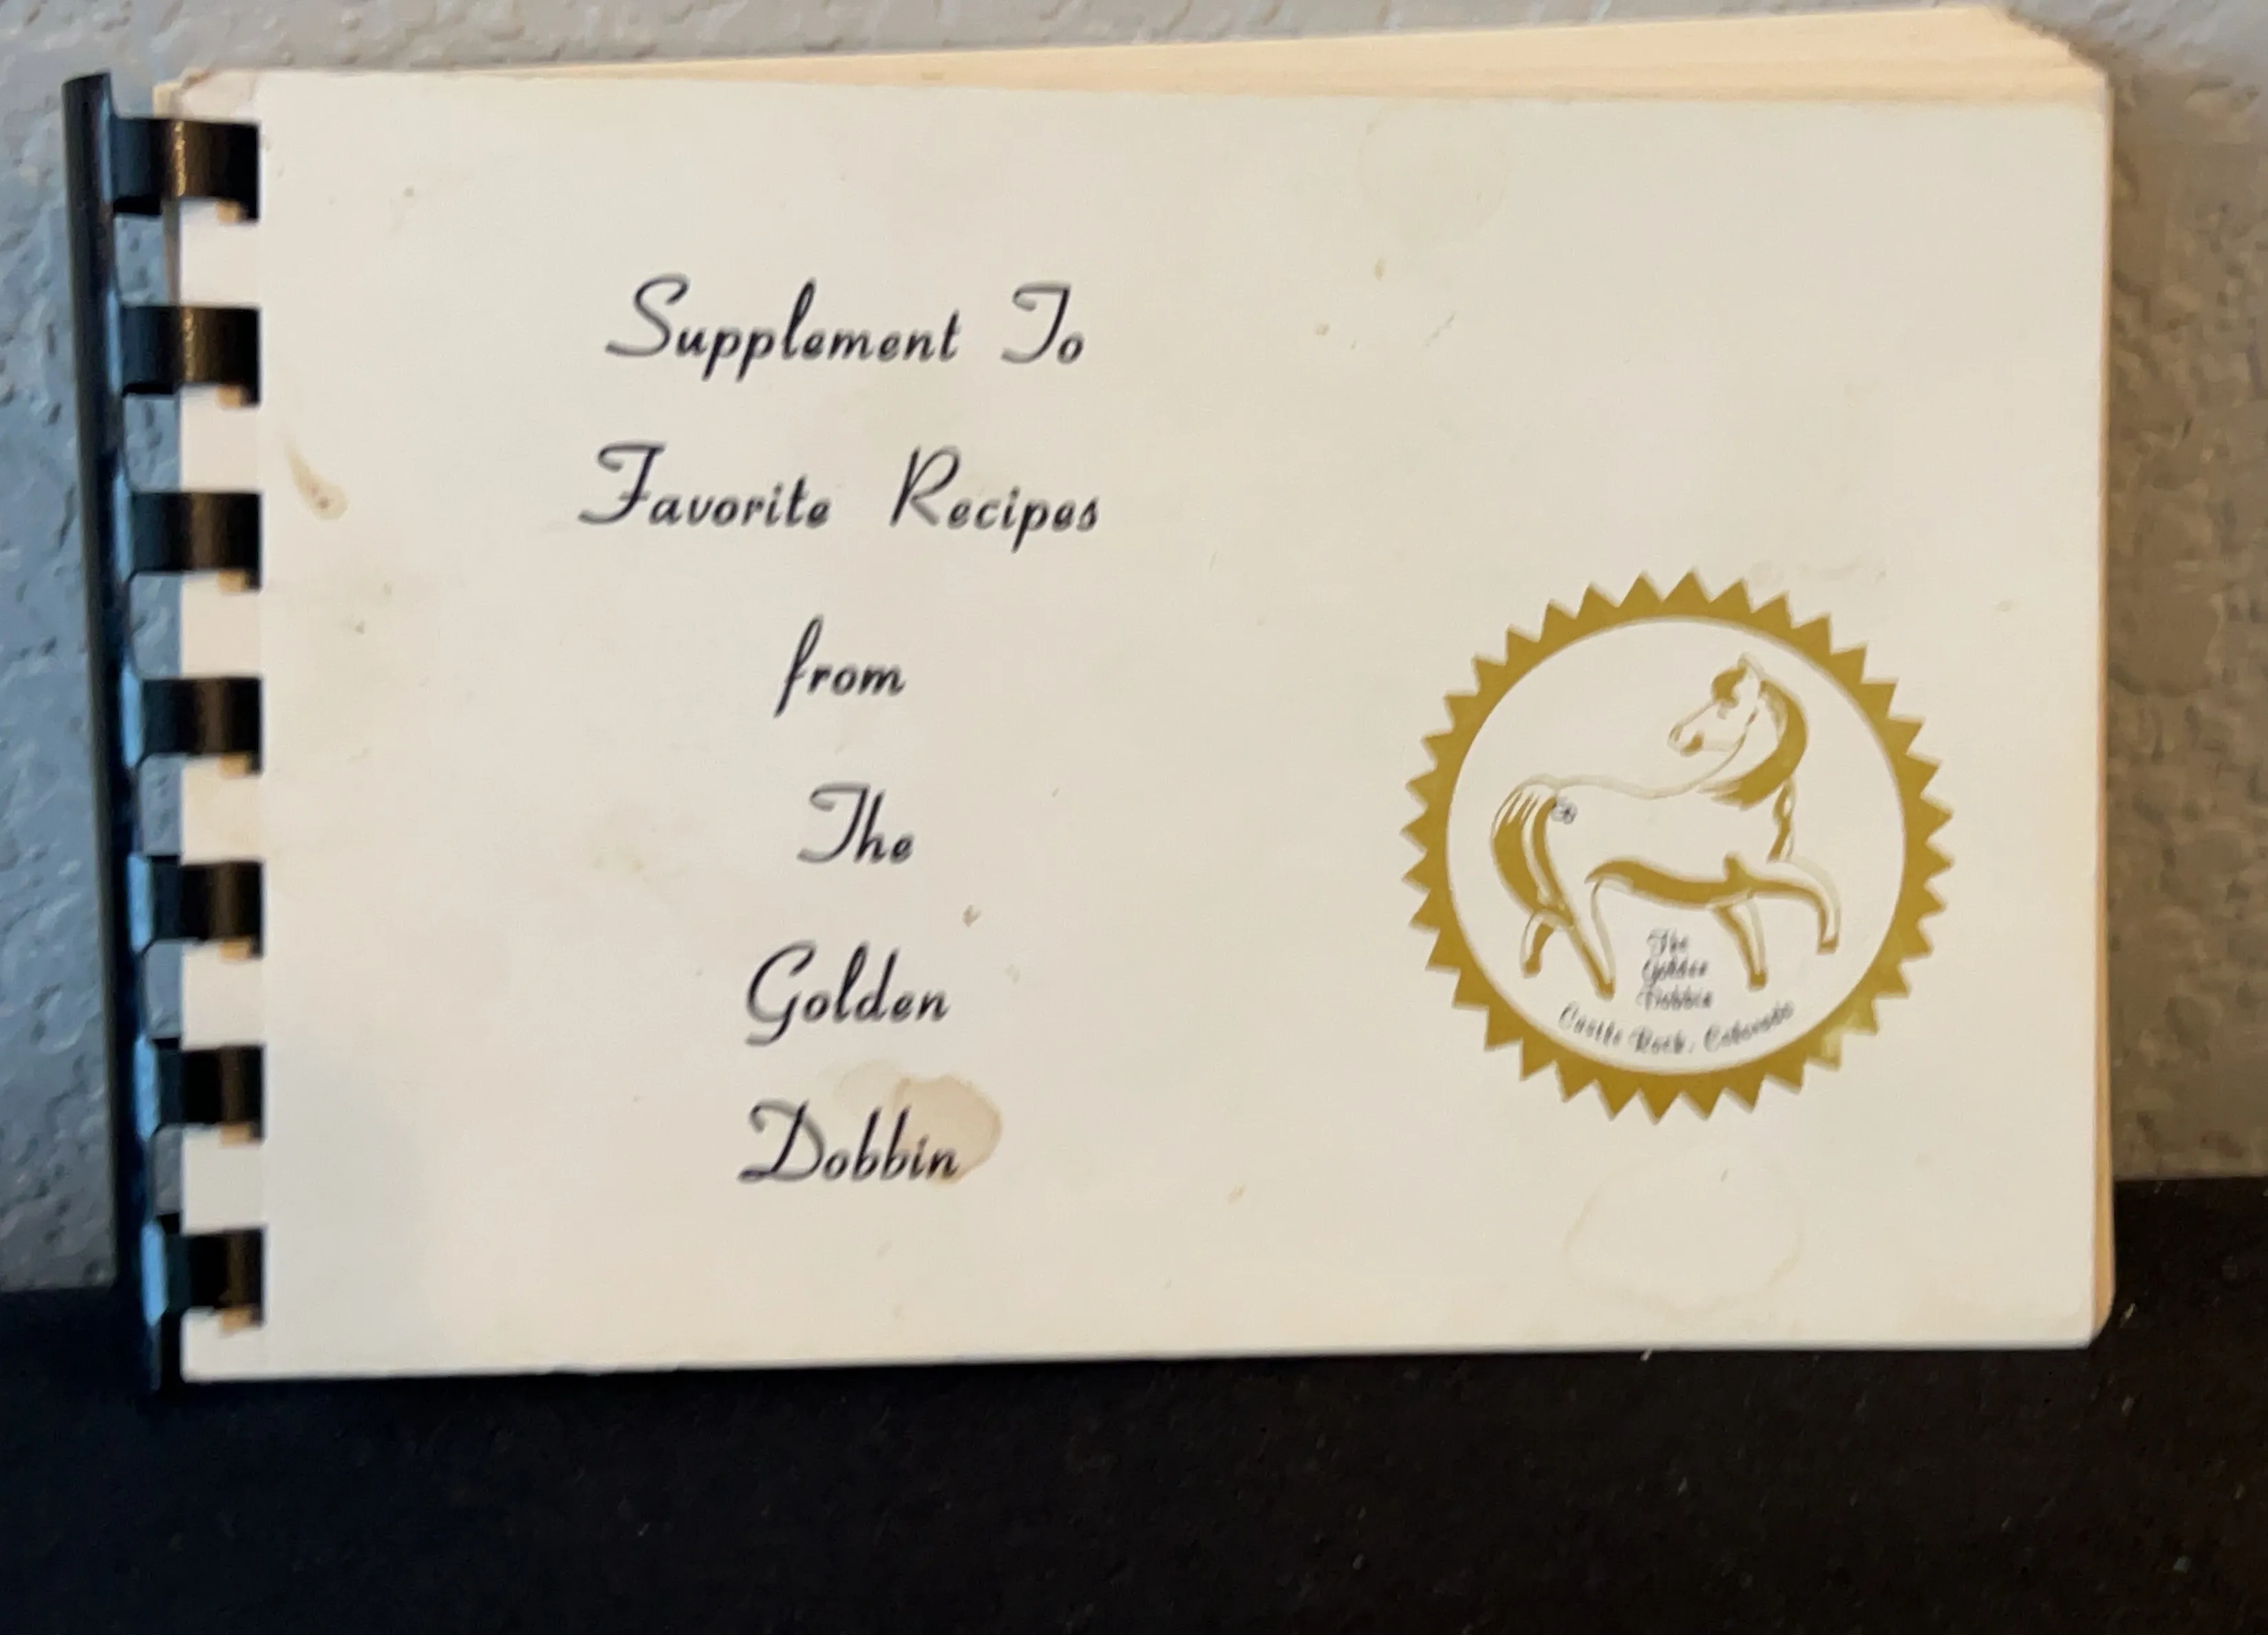 Supplement To
Favorite Recipes
from
The
Golden
Dobbin
The
Golden
Dobbin
Castle Rock, Colorado